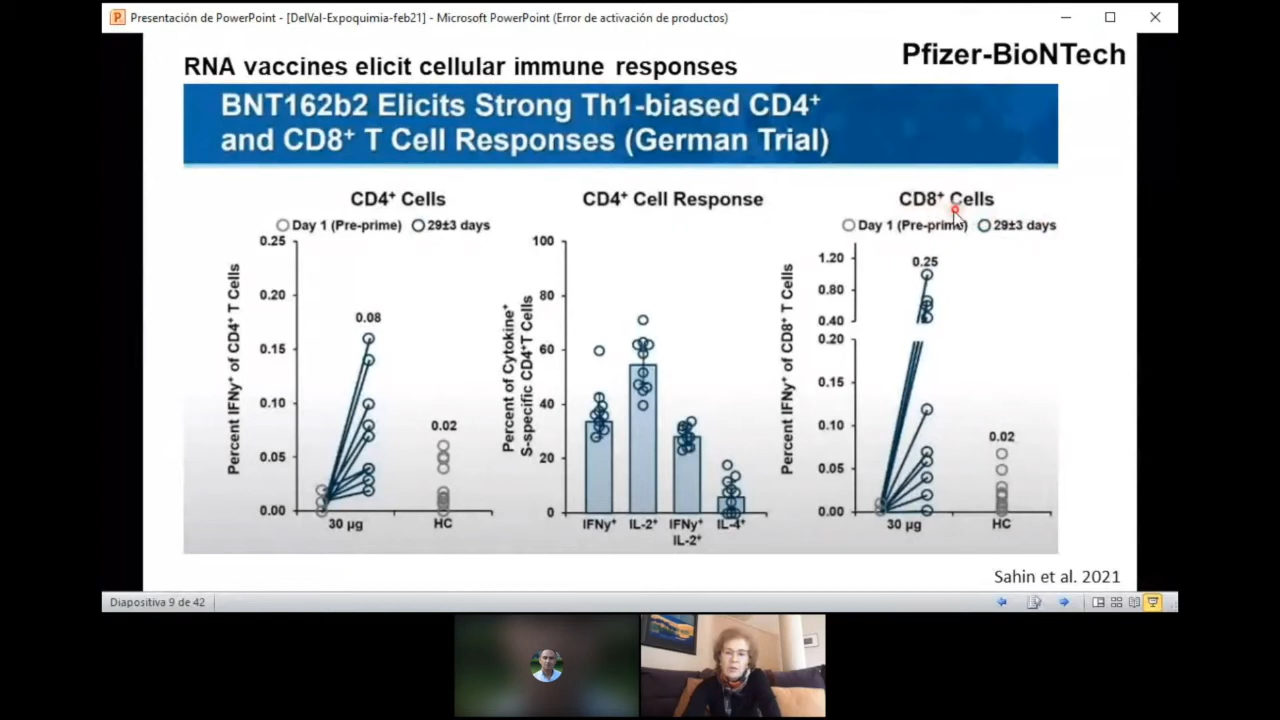 Presentación de PowerPoint - [DelVal-Expoquimia-feb21] - Microsoft PowerPoint (Error de activación de productos)
Pfizer-BioNTech
RNA vaccines elicit cellular immune responses
BNT162b2 Elicits Strong Th1-biased CD4⁺
and CD8⁺ T Cell Responses (German Trial)
CD4⁺ Cells
Day 1 (Pre-prime) 29±3 days
Percent IFNγ⁺ of CD4⁺ T Cells
0.25
0.20
0.15
0.10
0.05
0.00
0.08
0.02
30 µg HC
CD4⁺ Cell Response
Percent of Cytokine⁺
S-specific CD4⁺T Cells
100
80
60
40
20
0
IFNγ⁺ IL-2⁺ IFNγ⁺ IL-4⁺
IL-2⁺
CD8⁺ Cells
Day 1 (Pre-prime) 29±3 days
Percent IFNγ⁺ of CD8⁺ T Cells
1.20
0.80
0.40
0.20
0.15
0.10
0.05
0.00
0.25
0.02
30 µg HC
Sahin et al. 2021
Diapositiva 9 de 42